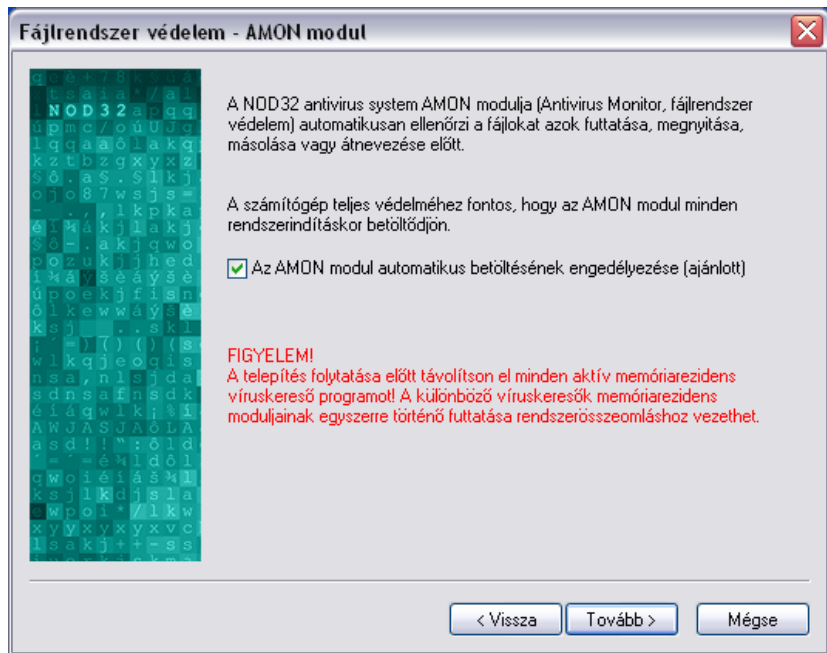 Fájlrendszer védelem - AMON modul
NOD32
A NOD32 antivirus system AMON modulja (Antivirus Monitor, fájlrendszer
védelem) automatikusan ellenőrzi a fájlokat azok futtatása, megnyitása,
másolása vagy átnevezése előtt.
A számítógép teljes védelméhez fontos, hogy az AMON modul minden
rendszerindításkor betöltődjön.
Az AMON modul automatikus betöltésének engedélyezése (ajánlott)
FIGYELEM!
A telepítés folytatása előtt távolítson el minden aktív memóriarezidens
víruskereső programot! A különböző víruskeresők memóriarezidens
moduljainak egyszerre történő futtatása rendszerösszeomláshoz vezethet.
< Vissza
Tovább >
Mégse